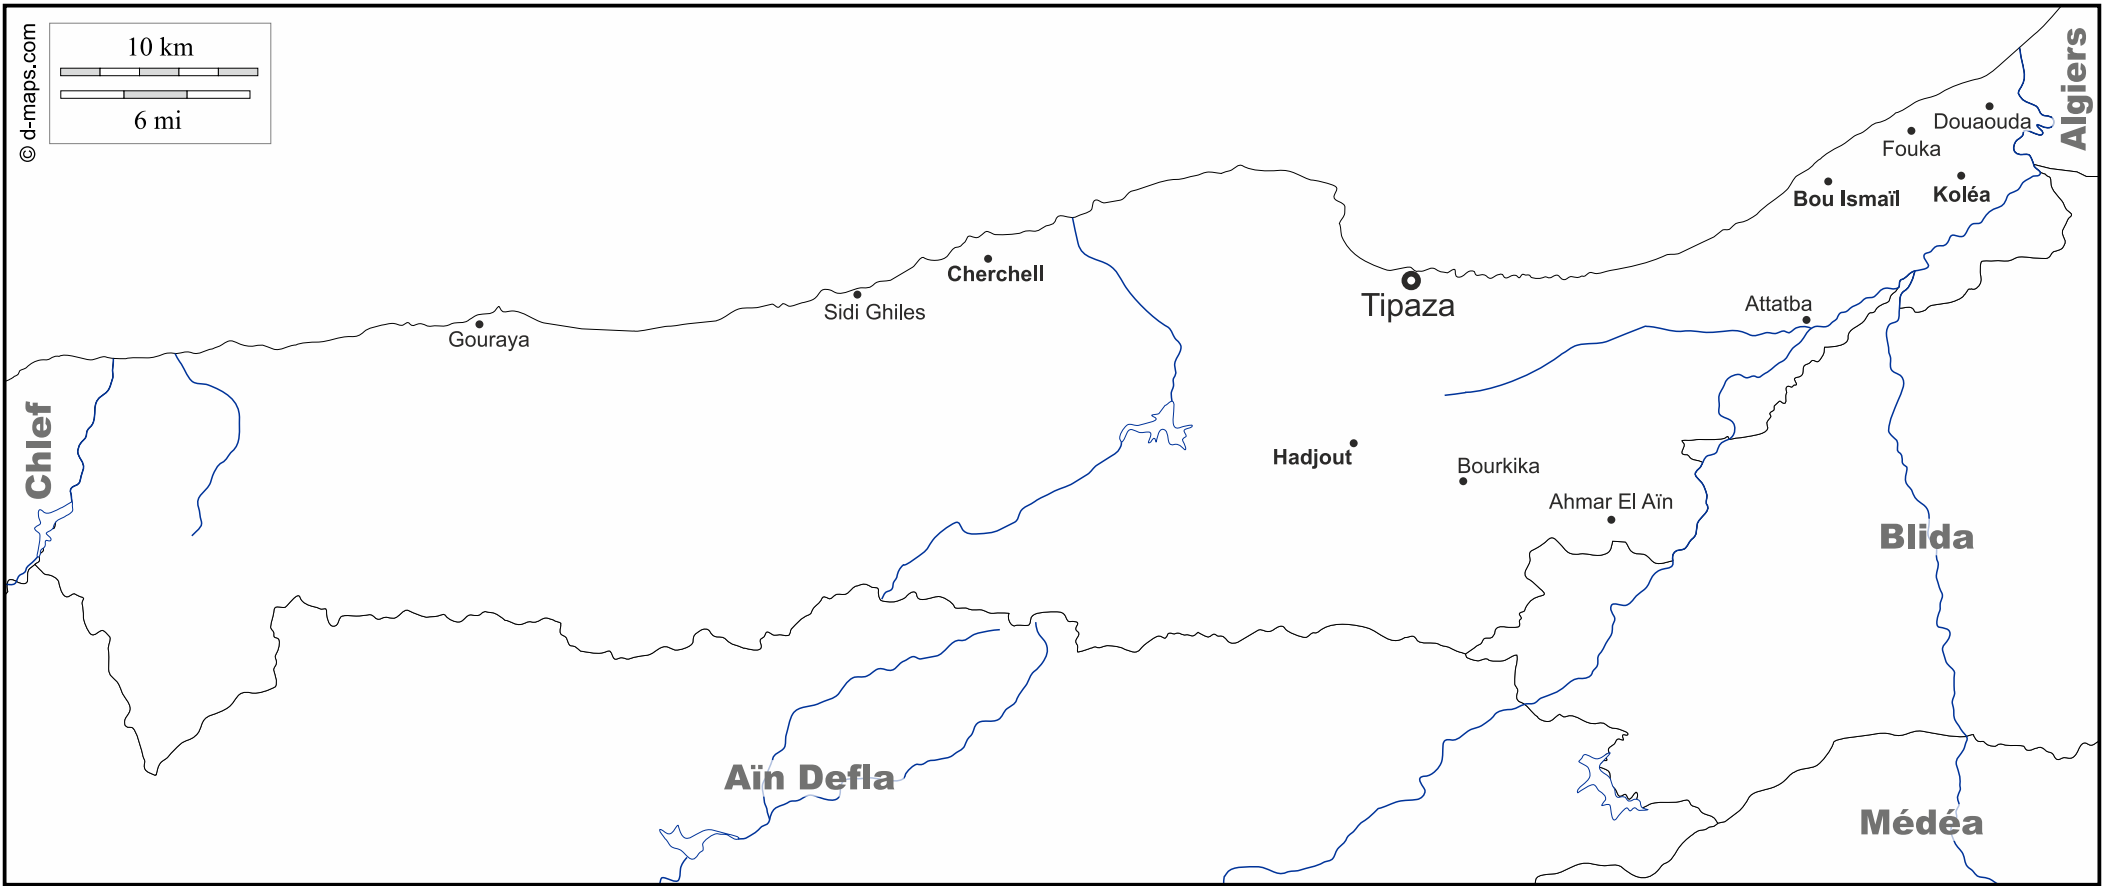 © d-maps.com
10 km
6 mi
Algiers
Douaouda
Fouka
Bou Ismaïl
Koléa
Cherchell
Sidi Ghiles
Tipaza
Attatba
Gouraya
Chlef
Hadjout
Bourkika
Ahmar El Aïn
Blida
Aïn Defla
Médéa